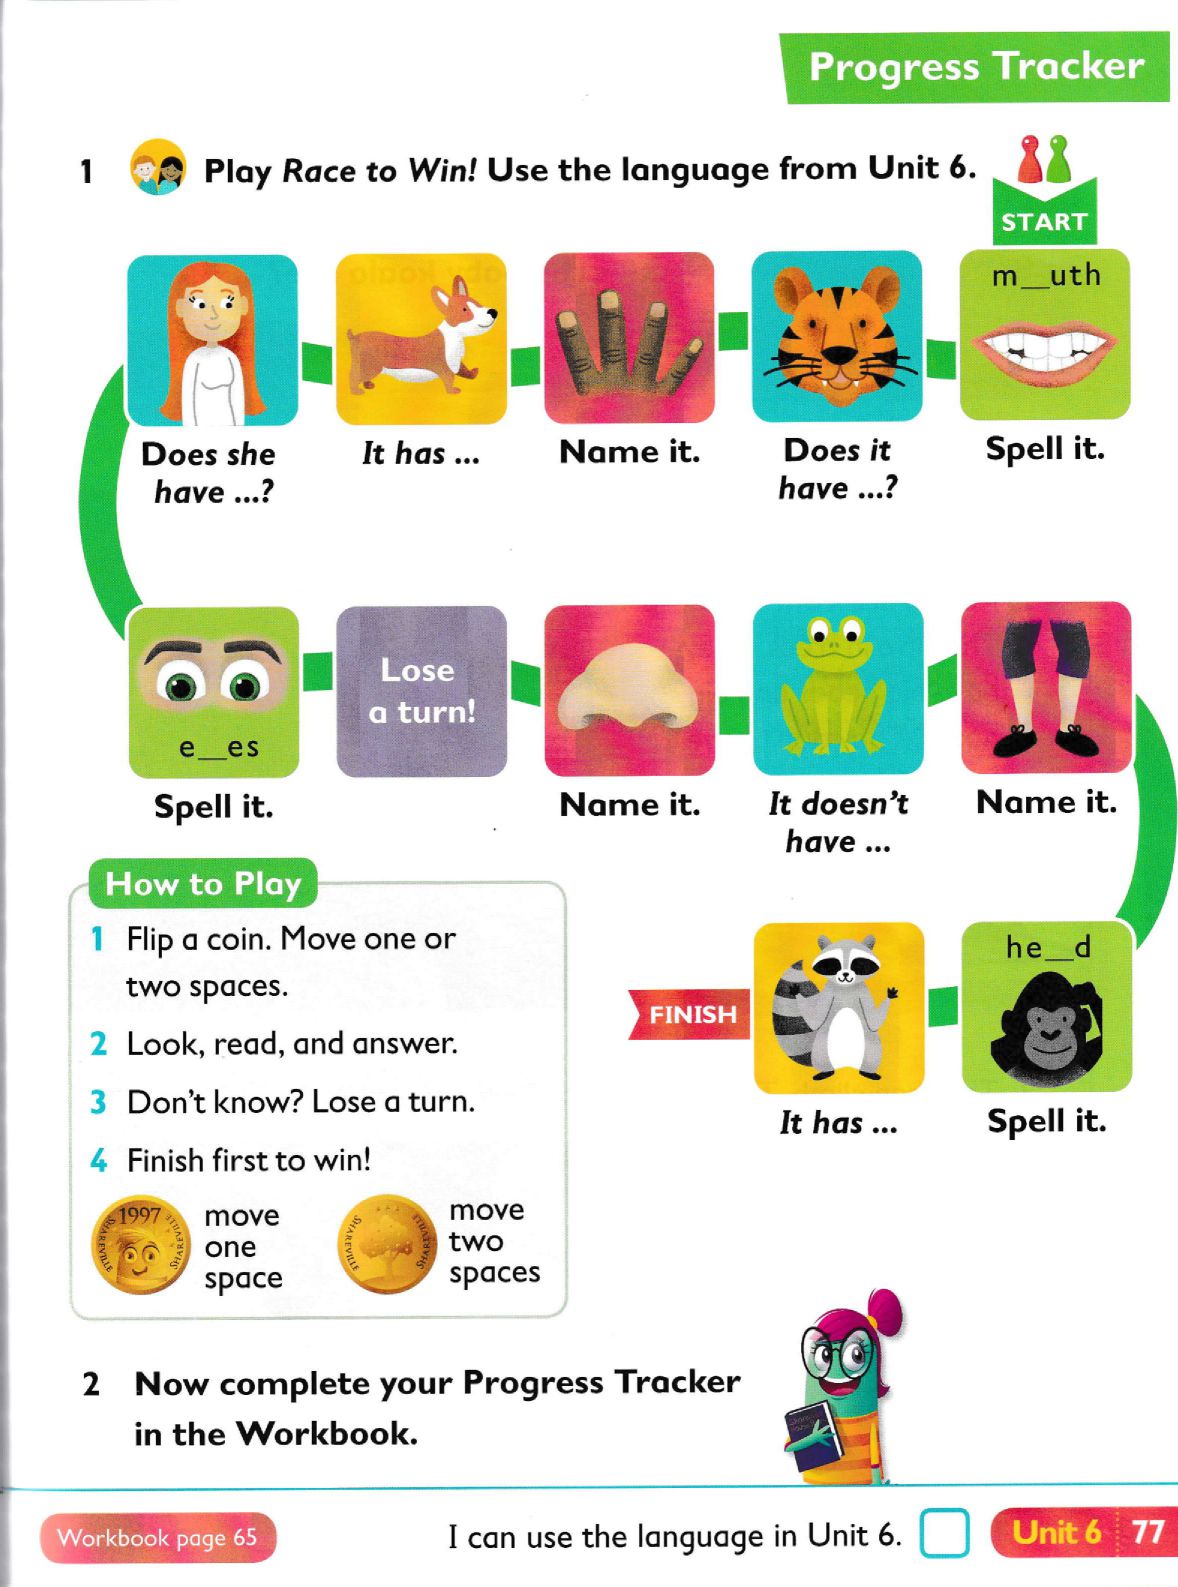 Progress Tracker
1 Play Race to Win! Use the language from Unit 6.
START
m__uth
Does she
have ...?
It has ...
Name it.
Does it
have ...?
Spell it.
Lose
a turn!
e__es
Spell it.
Name it.
It doesn't
have ...
Name it.
How to Play
1 Flip a coin. Move one or
two spaces.
2 Look, read, and answer.
3 Don't know? Lose a turn.
4 Finish first to win!
1997
SHAREVILLE
SHAREVILLE
move
one
space
SHAREVILLE
SHAREVILLE
move
two
spaces
he__d
FINISH
It has ...
Spell it.
2 Now complete your Progress Tracker
in the Workbook.
Workbook page 65
I can use the language in Unit 6.
Unit 6
77